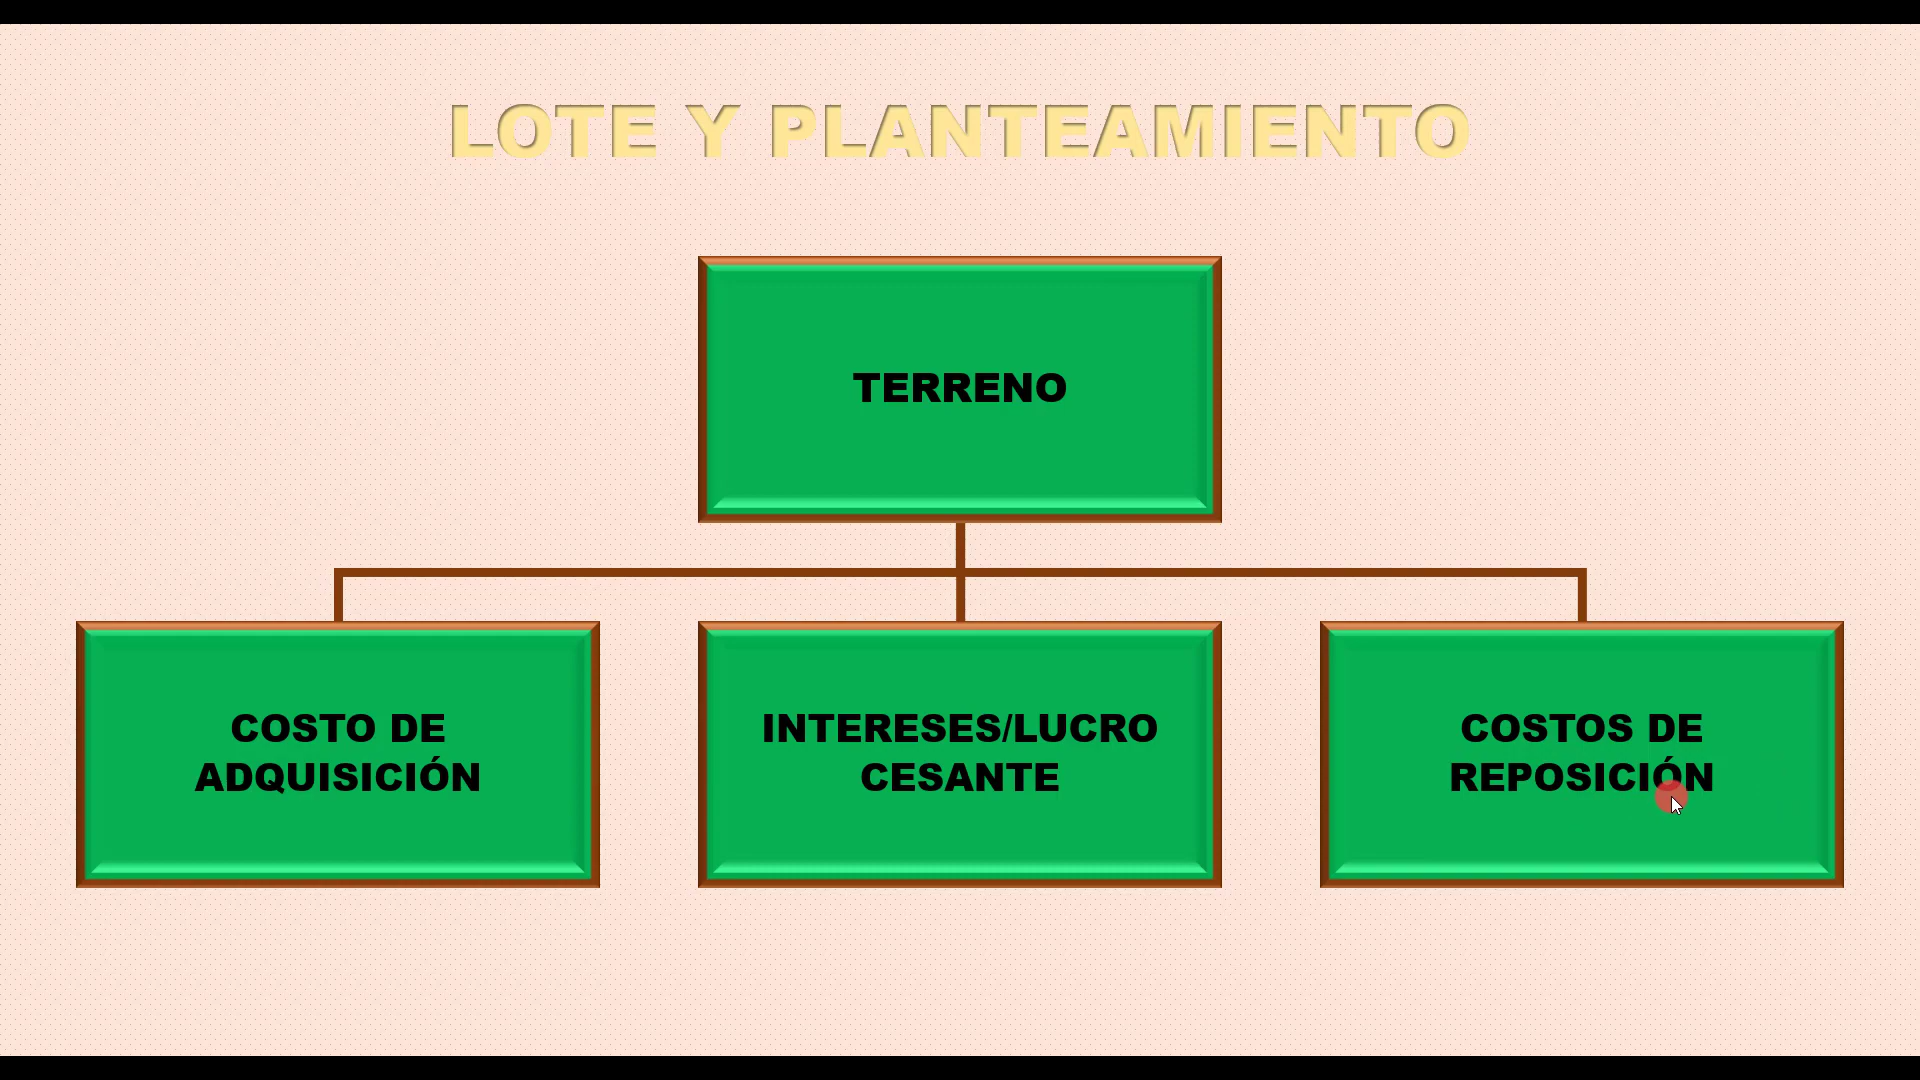 LOTE Y PLANTEAMIENTO
TERRENO
COSTO DE
ADQUISICIÓN
INTERESES/LUCRO
CESANTE
COSTOS DE
REPOSICIÓN